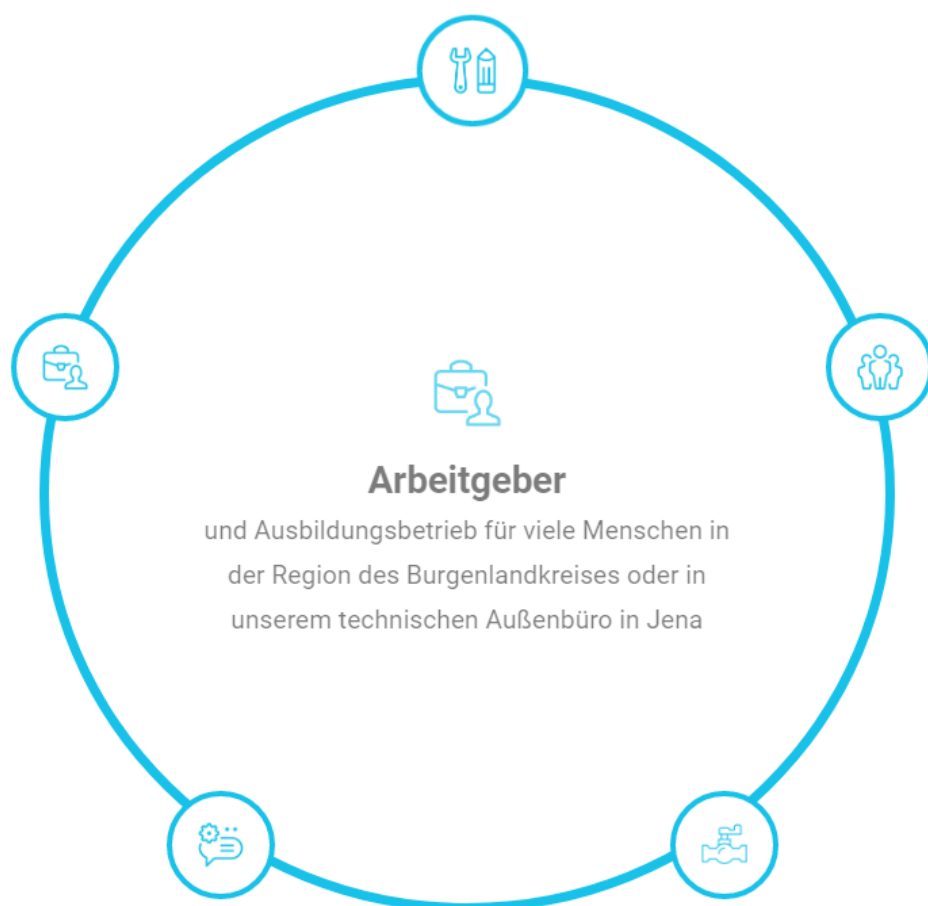 Arbeitgeber
und Ausbildungsbetrieb für viele Menschen in
der Region des Burgenlandkreises oder in
unserem technischen Außenbüro in Jena